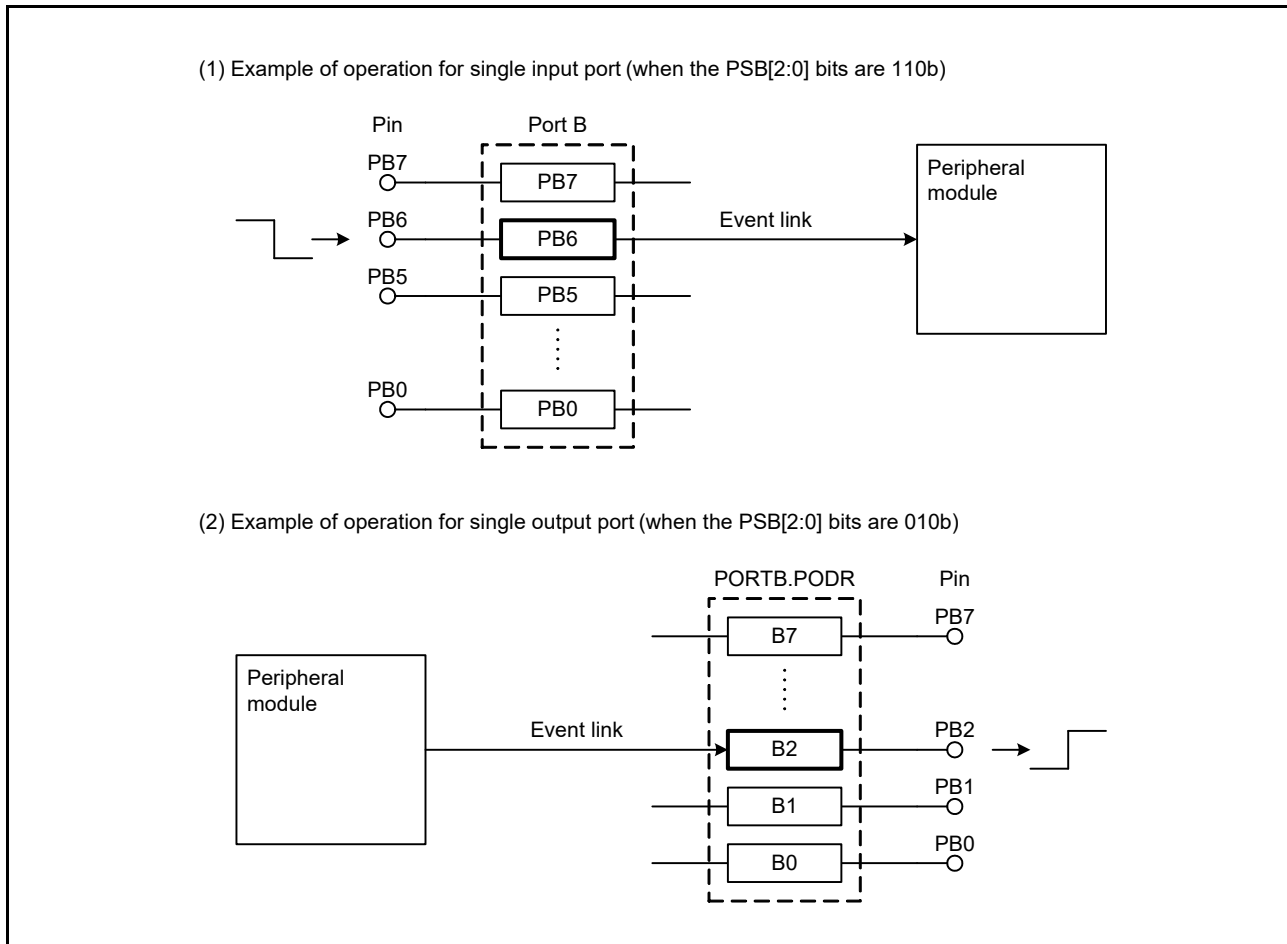 (1) Example of operation for single input port (when the PSB[2:0] bits are 110b)
Pin
Port B
PB7
PB7
Peripheral
module
PB6
PB6
Event link
PB5
PB5
PB0
PB0
(2) Example of operation for single output port (when the PSB[2:0] bits are 010b)
PORTB.PODR
Pin
B7
PB7
Peripheral
module
Event link
B2
PB2
B1
PB1
B0
PB0